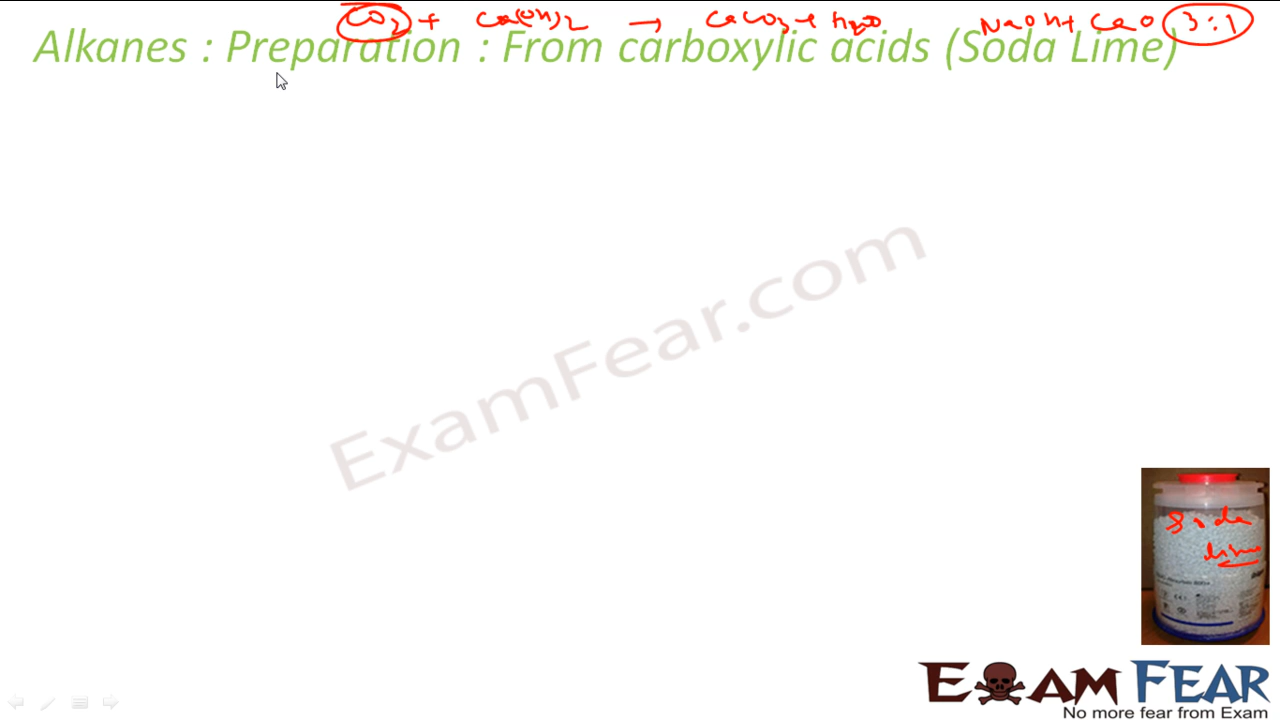 CO2 + Ca(OH)2 → CaCO3 + H2O NaOH + CaO 3:1
Alkanes : Preparation : From carboxylic acids (Soda Lime)
ExamFear.com
Soda
lime
EXAM FEAR
No more fear from Exam